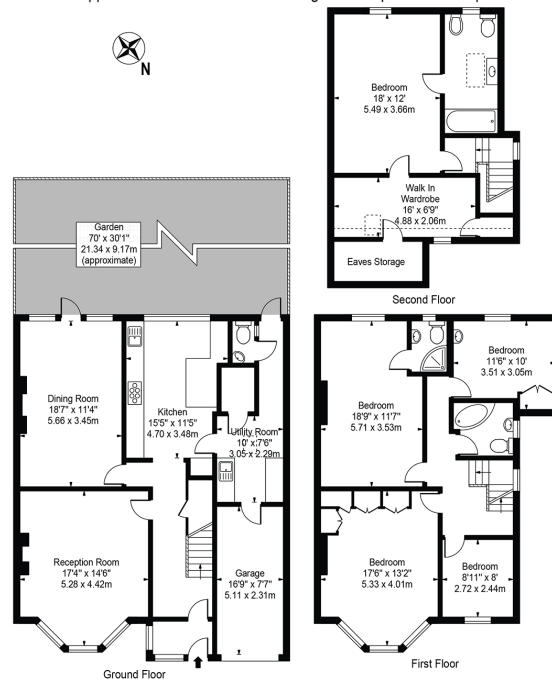 N
Bedroom
18' x 12'
5.49 x 3.66m
Walk In
Wardrobe
16' x 6'9"
4.88 x 2.06m
Eaves Storage
Second Floor
Garden
70' x 30'1"
21.34 x 9.17m
(approximate)
Dining Room
18'7" x 11'4"
5.66 x 3.45m
Kitchen
15'5" x 11'5"
4.70 x 3.48m
Utility Room
10' x 7'6"
3.05 x 2.29m
Reception Room
17'4" x 14'6"
5.28 x 4.42m
Garage
16'9" x 7'7"
5.11 x 2.31m
Ground Floor
Bedroom
11'6" x 10'
3.51 x 3.05m
Bedroom
18'9" x 11'7"
5.71 x 3.53m
Bedroom
17'6" x 13'2"
5.33 x 4.01m
Bedroom
8'11" x 8'
2.72 x 2.44m
First Floor